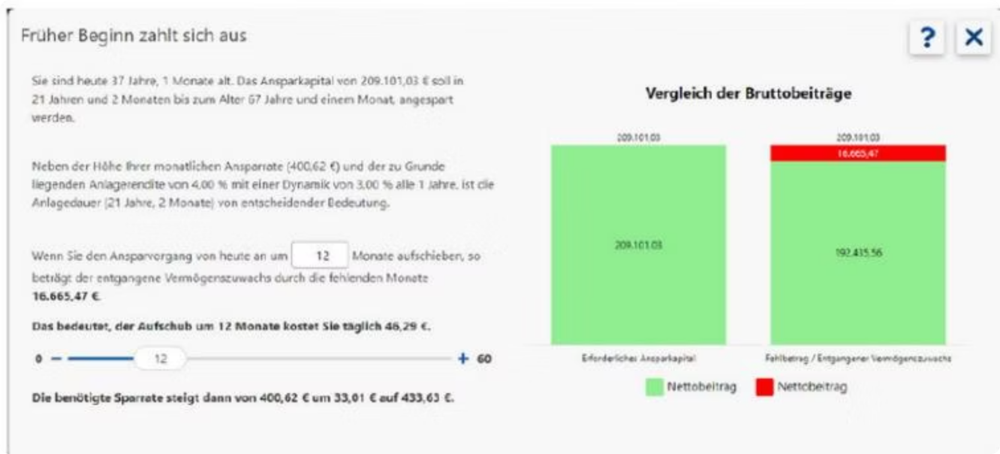 Früher Beginn zahlt sich aus
?
Sie sind heute 37 Jahre, 1 Monate alt. Das Ansparkapital von 209.101,03 € soll in
21 Jahren und 2 Monaten bis zum Alter 67 Jahre und einem Monat, angespart
werden.
Neben der Höhe Ihrer monatlichen Ansparrate (400,62 €) und der zu Grunde
liegenden Anlagerendite von 4,00 % mit einer Dynamik von 3,00 % alle 1 Jahre, ist die
Anlagedauer (21 Jahre, 2 Monate) von entscheidender Bedeutung.
Wenn Sie den Ansparvorgang von heute an um 12 Monate aufschieben, so
beträgt der entgangene Vermögenszuwachs durch die fehlenden Monate
16.665,47 €.
Das bedeutet, der Aufschub um 12 Monate kostet Sie täglich 46,29 €.
0 – 12 + 60
Die benötigte Sparrate steigt dann von 400,62 € um 33,01 € auf 433,63 €.
Vergleich der Bruttobeiträge
209.101,03
209.101,03
16.665,47
209.101,03
192.435,56
Erforderliches Ansparkapital
Fehlbetrag / Entgangener Vermögenszuwachs
Nettobeitrag
Nettobeitrag